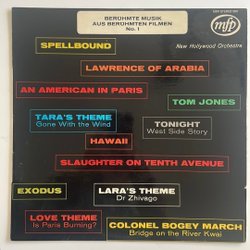 BERÜHMTE MUSIK
AUS BERÜHMTEN FILMEN
No. 1
mfp
New Hollywood Orchestra
SPELLBOUND
LAWRENCE OF ARABIA
AN AMERICAN IN PARIS
TOM JONES
TARA'S THEME
Gone With the Wind
TONIGHT
West Side Story
HAWAII
SLAUGHTER ON TENTH AVENUE
EXODUS
LARA'S THEME
Dr Zhivago
LOVE THEME
Is Paris Burning?
COLONEL BOGEY MARCH
Bridge on the River Kwai